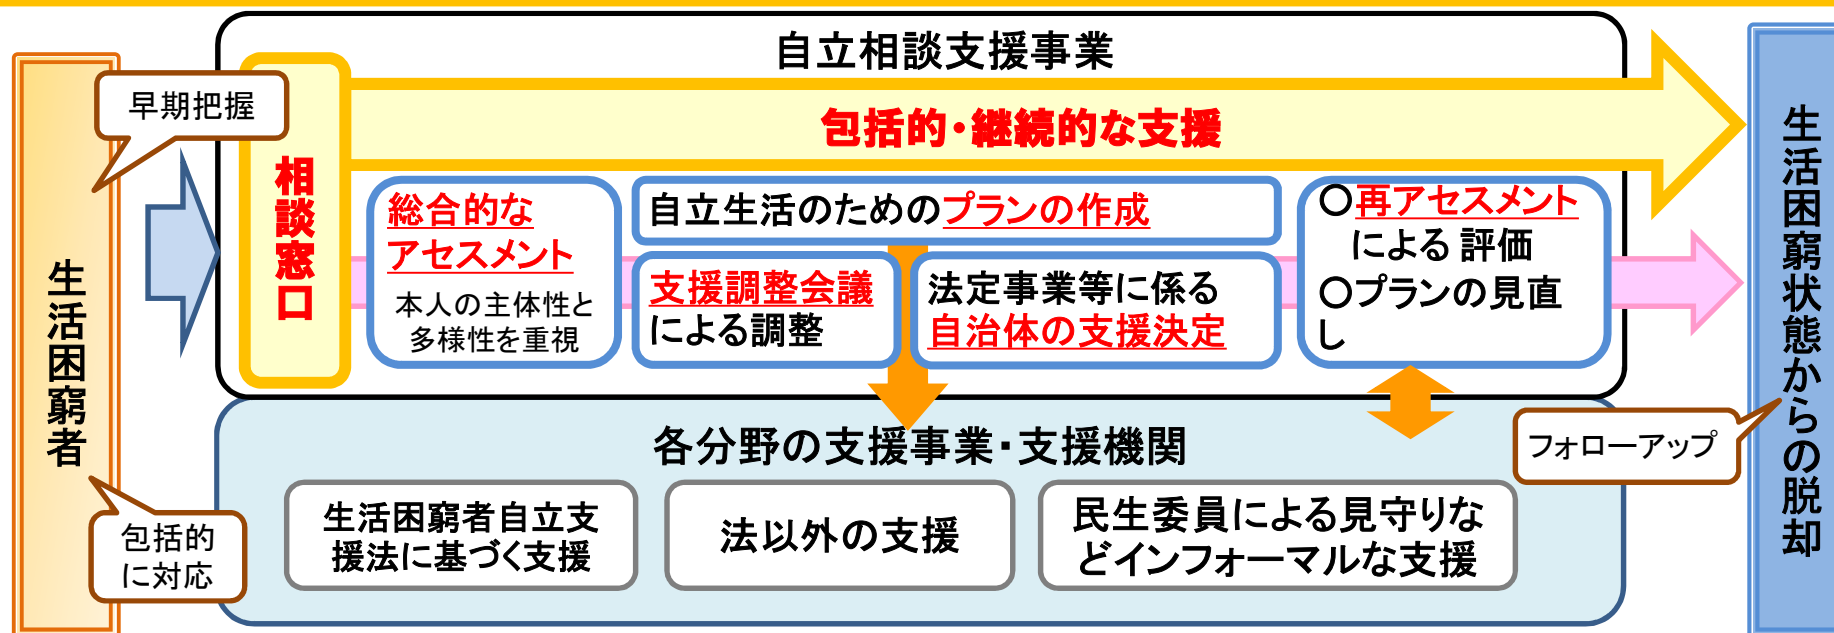 自立相談支援事業
早期把握
包括的・継続的な支援
生活困窮者
相談窓口
総合的な
アセスメント
本人の主体性と
多様性を重視
自立生活のためのプランの作成
支援調整会議
による調整
法定事業等に係る
自治体の支援決定
〇再アセスメント
による 評価
〇プランの見直
し
生活困窮状態からの脱却
各分野の支援事業・支援機関
フォローアップ
包括的
に対応
生活困窮者自立支
援法に基づく支援
法以外の支援
民生委員による見守りな
どインフォーマルな支援